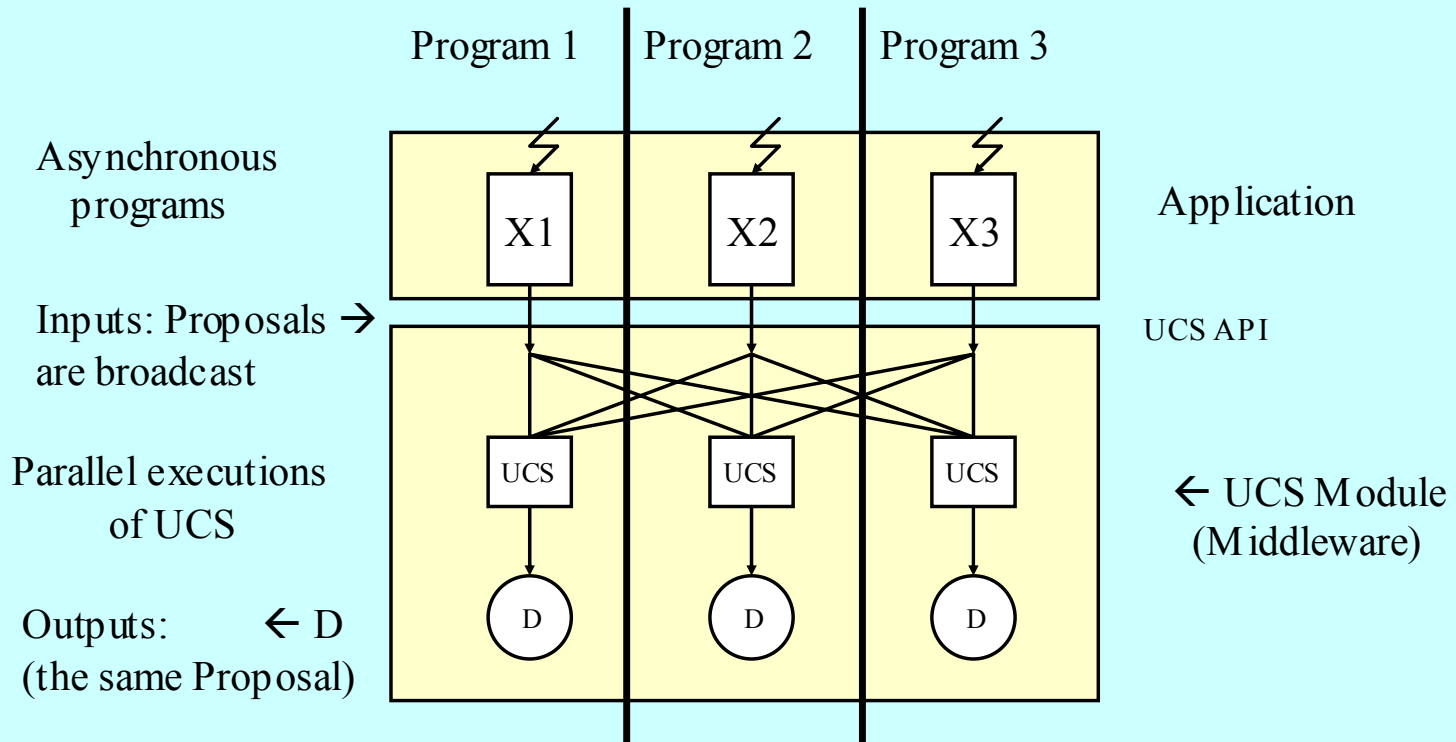 Program 1 Program 2 Program 3
Asynchronous
programs
X1 X2 X3
Application
Inputs: Proposals →
are broadcast
UCS API
Parallel executions
of UCS
UCS UCS UCS
← UCS Module
(Middleware)
D D D
Outputs: ← D
(the same Proposal)